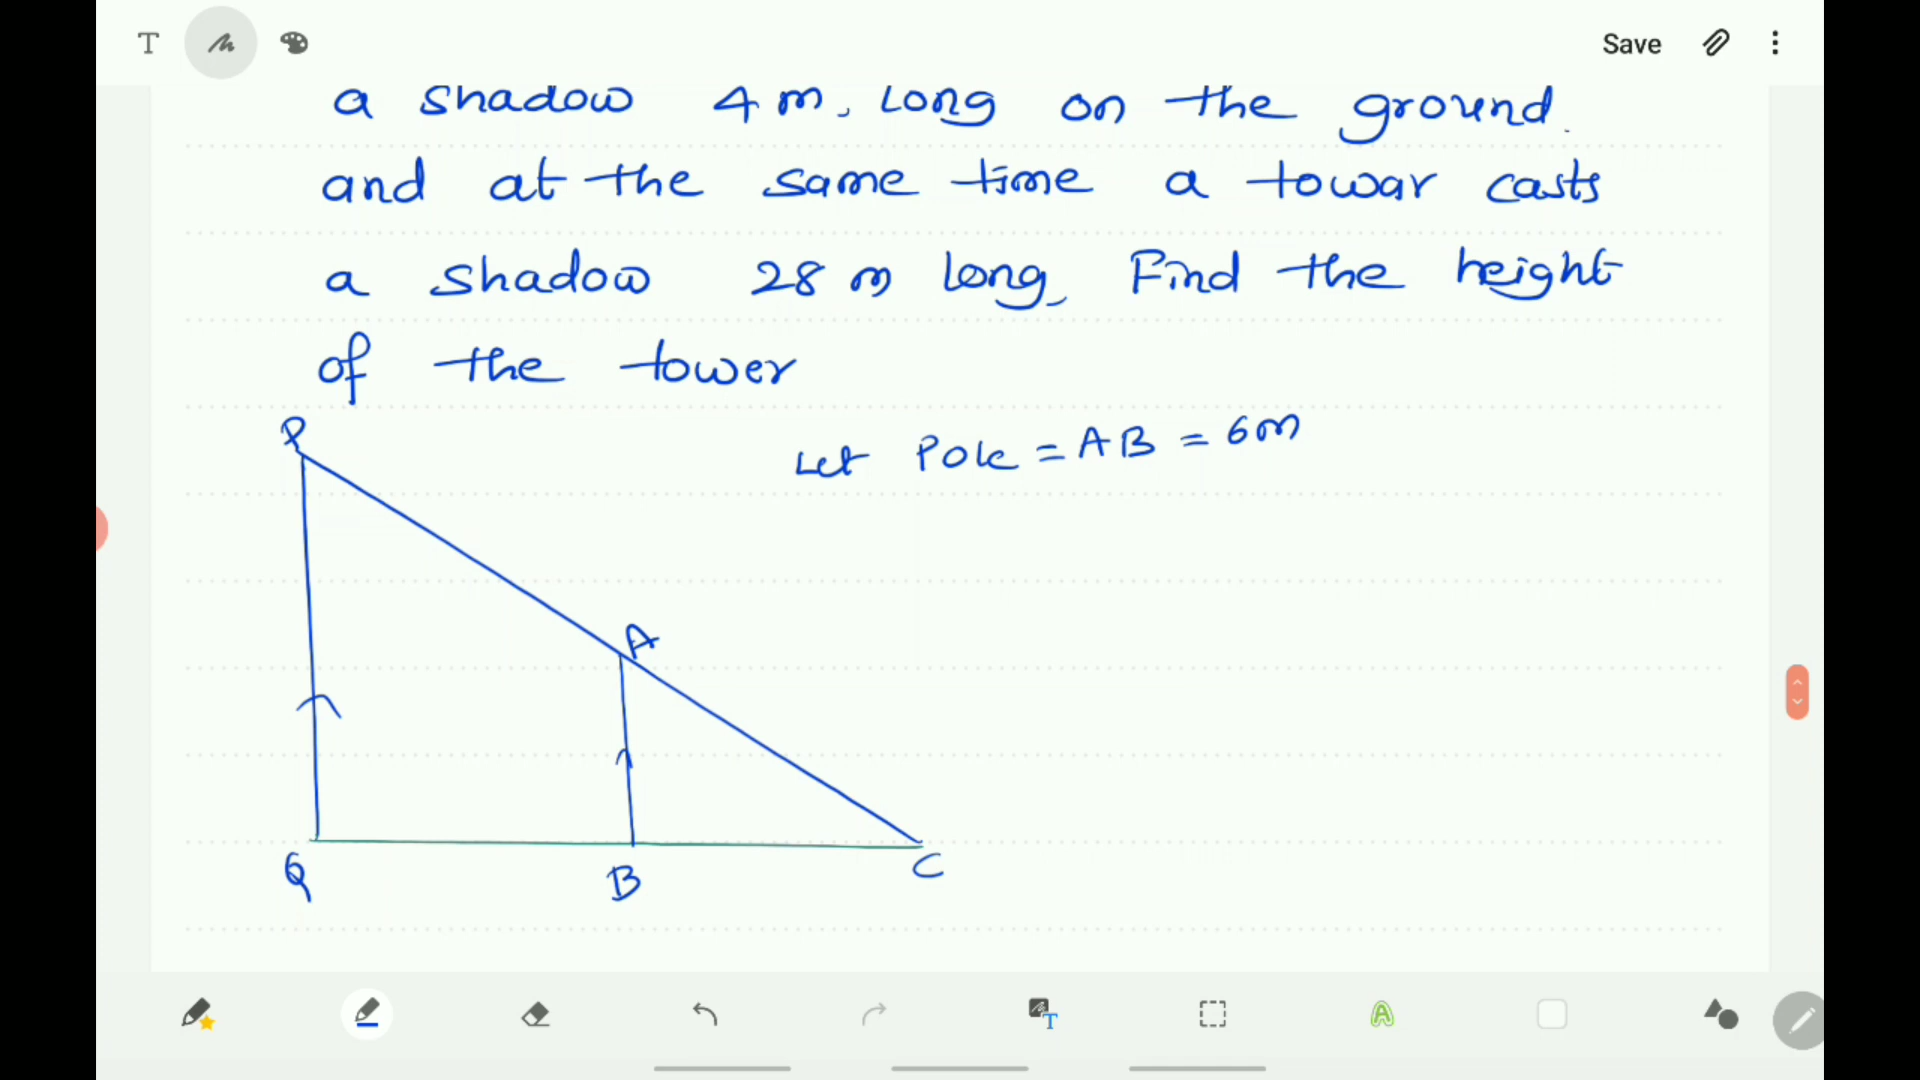 Save
a shadow 4 m, long on the ground.
and at the same time a towar casts
a shadow 28 m long, Find the height
of the tower
P
Let Pole = AB = 6m
A
Q
B
C